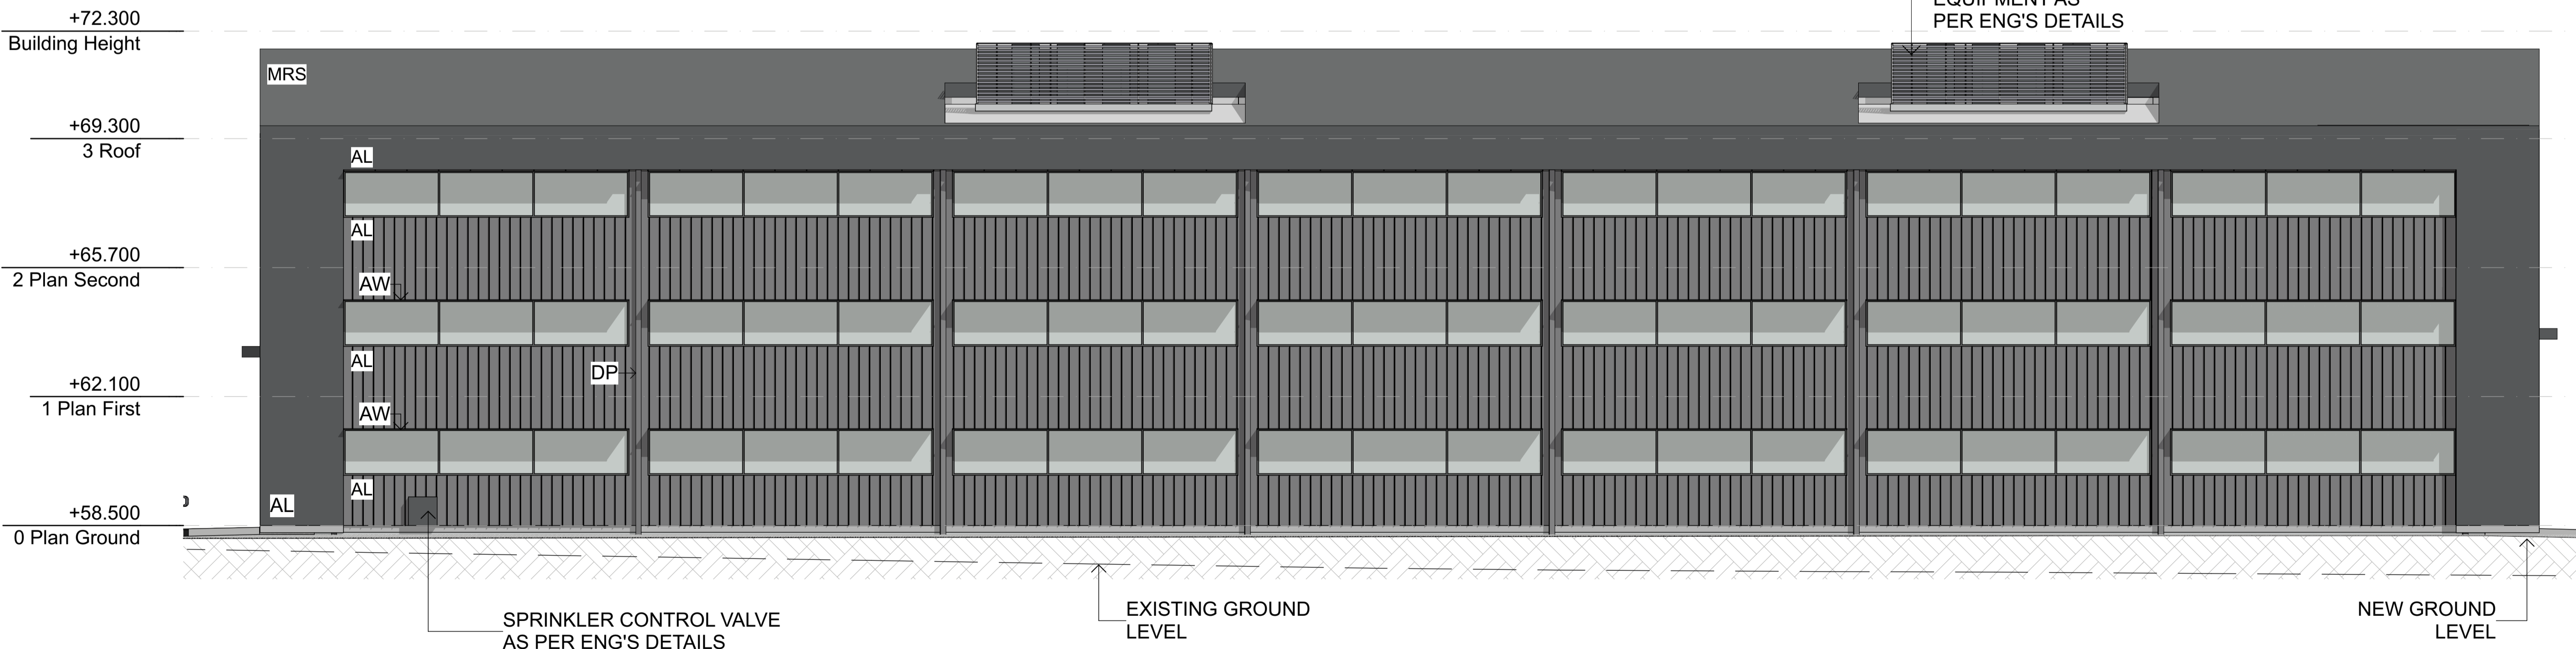 +72.300
Building Height
EQUIPMENT AS
PER ENG'S DETAILS
MRS
+69.300
3 Roof
AL
AL
+65.700
2 Plan Second
AW
AL
DP
+62.100
1 Plan First
AW
AL
AL
+58.500
0 Plan Ground
SPRINKLER CONTROL VALVE
AS PER ENG'S DETAILS
EXISTING GROUND
LEVEL
NEW GROUND
LEVEL